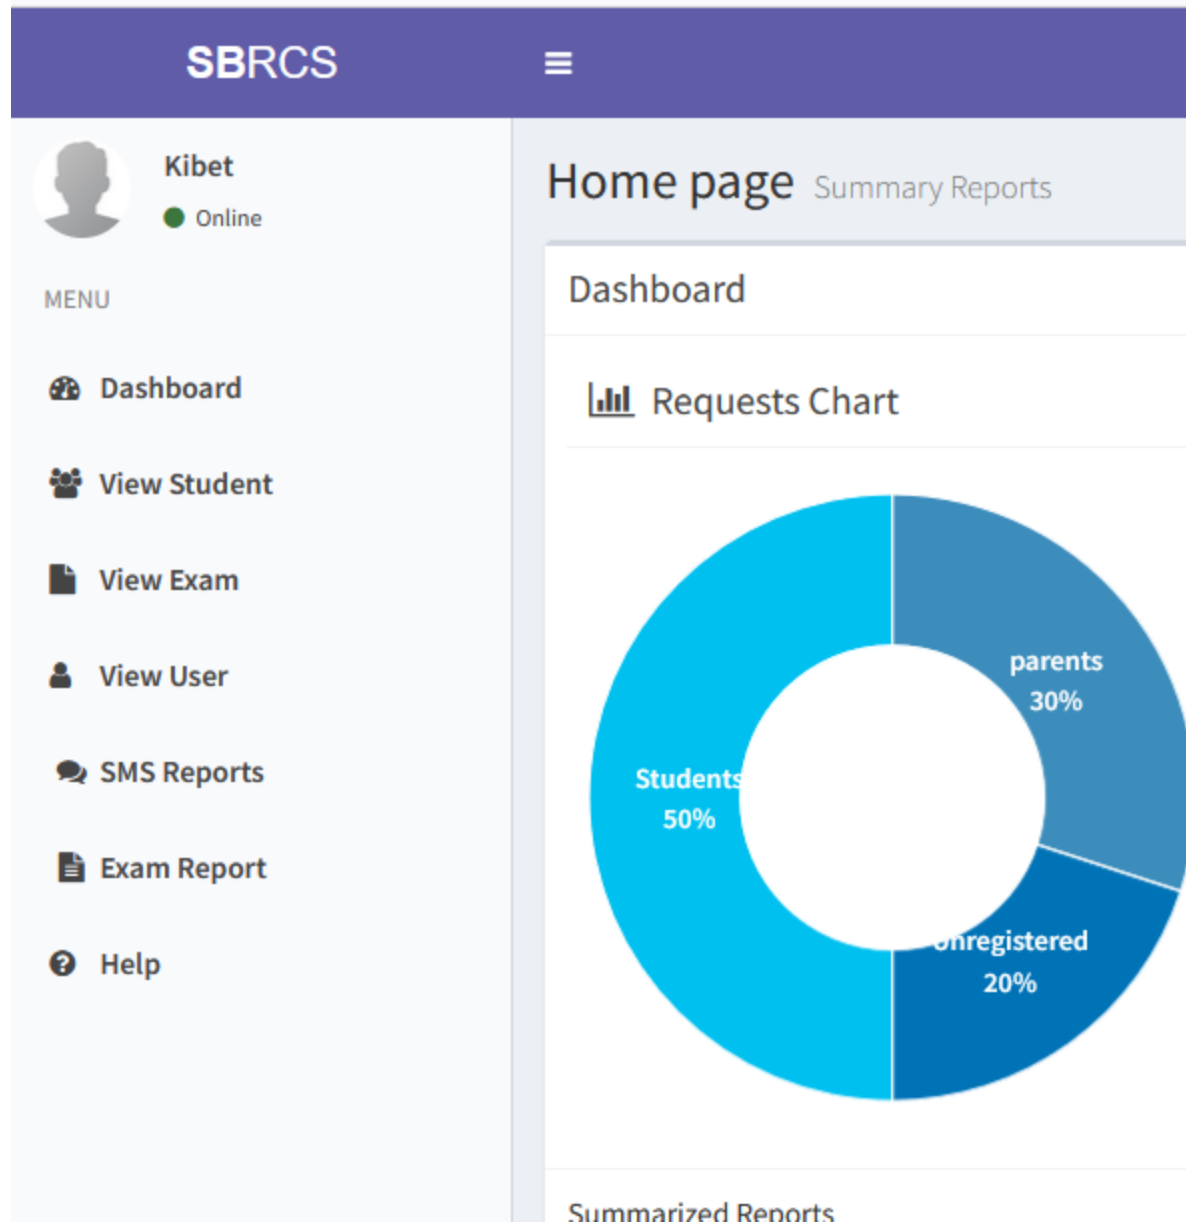 SBRCS
Kibet
Online
MENU
Dashboard
View Student
View Exam
View User
SMS Reports
Exam Report
Help
Home page Summary Reports
Dashboard
Requests Chart
parents
30%
Students
50%
unregistered
20%
Summarized Reports